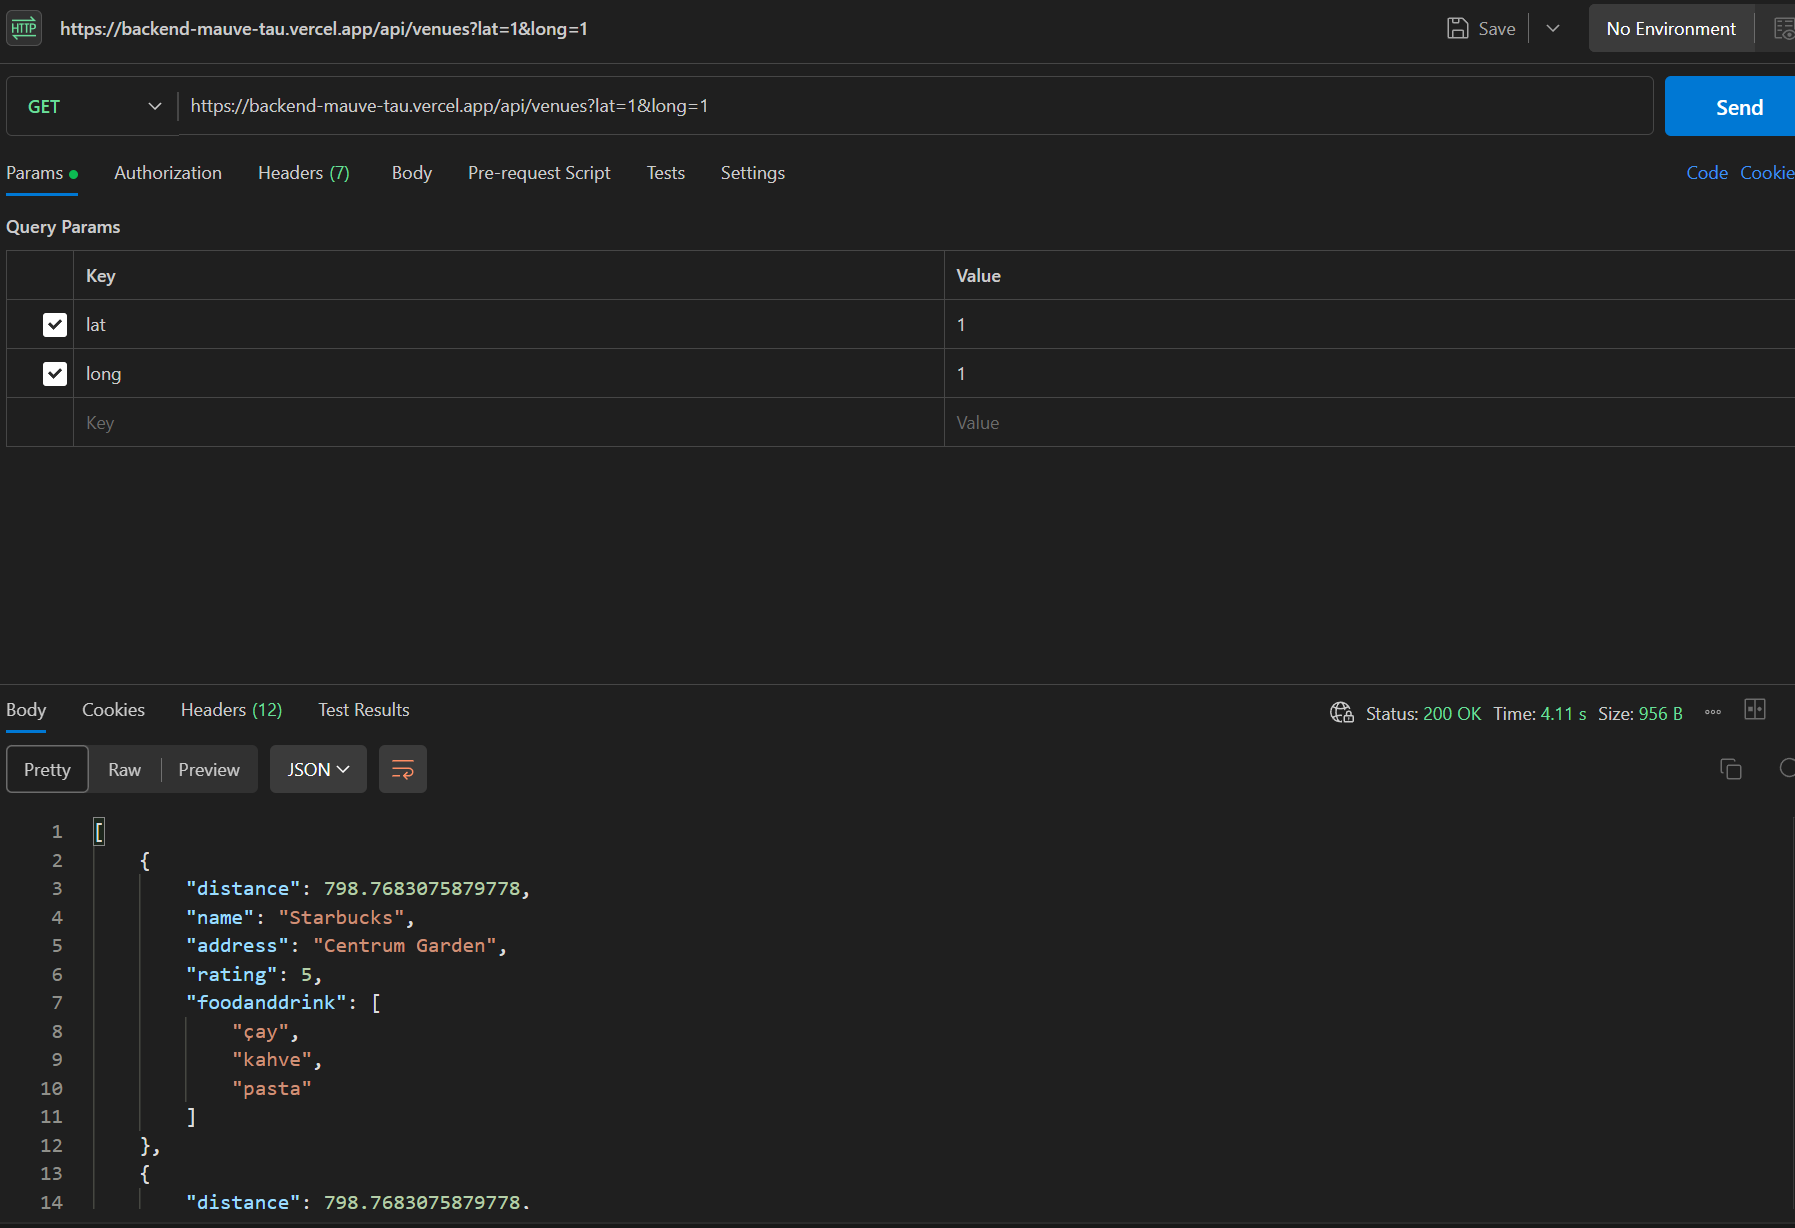 HTTP https://backend-mauve-tau.vercel.app/api/venues?lat=1&long=1 Save No Environment
GET https://backend-mauve-tau.vercel.app/api/venues?lat=1&long=1 Send
Params Authorization Headers (7) Body Pre-request Script Tests Settings Code Cookie
Query Params
Key Value
lat 1
long 1
Key Value
Body Cookies Headers (12) Test Results Status: 200 OK Time: 4.11 s Size: 956 B
Pretty Raw Preview JSON
1 [
2 {
3 "distance": 798.7683075879778,
4 "name": "Starbucks",
5 "address": "Centrum Garden",
6 "rating": 5,
7 "foodanddrink": [
8 "çay",
9 "kahve",
10 "pasta"
11 ]
12 },
13 {
14 "distance": 798.7683075879778.